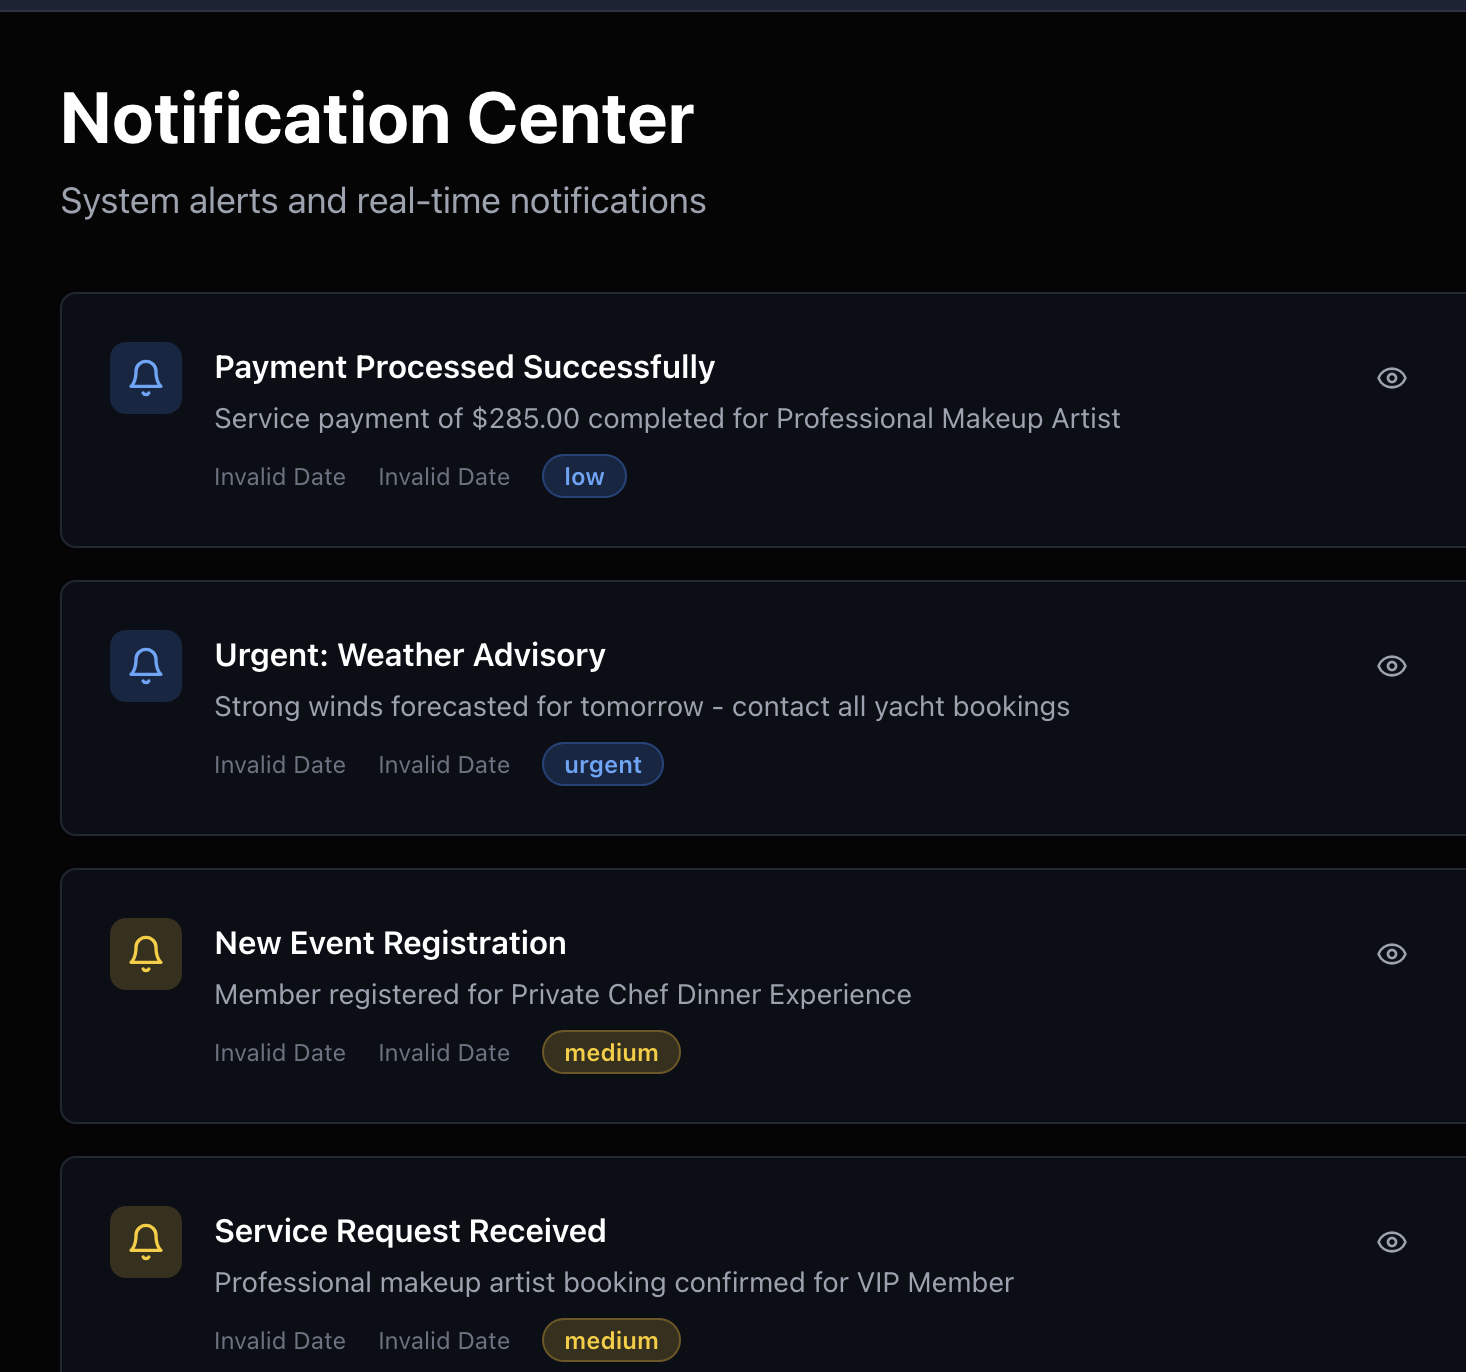 Notification Center
System alerts and real-time notifications
Payment Processed Successfully
Service payment of $285.00 completed for Professional Makeup Artist
Invalid Date Invalid Date low
Urgent: Weather Advisory
Strong winds forecasted for tomorrow - contact all yacht bookings
Invalid Date Invalid Date urgent
New Event Registration
Member registered for Private Chef Dinner Experience
Invalid Date Invalid Date medium
Service Request Received
Professional makeup artist booking confirmed for VIP Member
Invalid Date Invalid Date medium